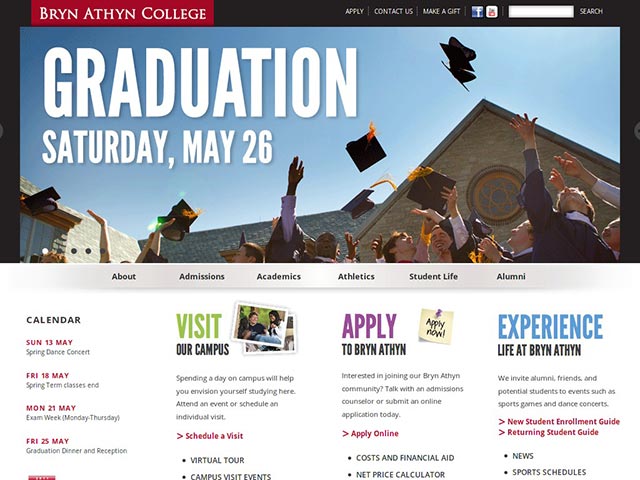 BRYN ATHYN COLLEGE
APPLY CONTACT US MAKE A GIFT SEARCH
GRADUATION
SATURDAY, MAY 26
About Admissions Academics Athletics Student Life Alumni
CALENDAR
SUN 13 MAY
Spring Dance Concert
FRI 18 MAY
Spring Term classes end
MON 21 MAY
Exam Week (Monday-Thursday)
FRI 25 MAY
Graduation Dinner and Reception
VISIT
OUR CAMPUS
Spending a day on campus will help
you envision yourself studying here.
Attend an event or schedule an
individual visit.
> Schedule a Visit
• VIRTUAL TOUR
• CAMPUS VISIT EVENTS
APPLY
TO BRYN ATHYN
Apply
now!
Interested in joining our Bryn Athyn
community? Talk with an admissions
counselor or submit an online
application today.
> Apply Online
• COSTS AND FINANCIAL AID
• NET PRICE CALCULATOR
EXPERIENCE
LIFE AT BRYN ATHYN
We invite alumni, friends, and
potential students to events such as
sports games and dance concerts.
> New Student Enrollment Guide
> Returning Student Guide
• NEWS
• SPORTS SCHEDULES